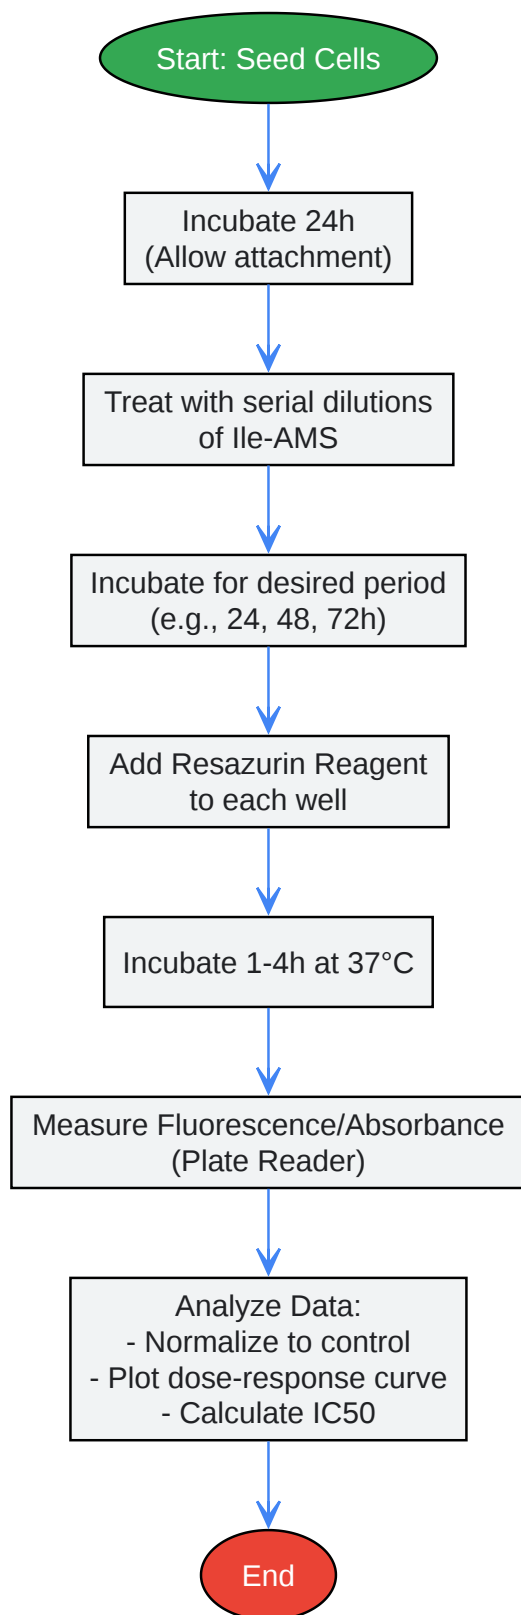 Start: Seed Cells
Incubate 24h
(Allow attachment)
Treat with serial dilutions
of Ile-AMS
Incubate for desired period
(e.g., 24, 48, 72h)
Add Resazurin Reagent
to each well
Incubate 1-4h at 37°C
Measure Fluorescence/Absorbance
(Plate Reader)
Analyze Data:
- Normalize to control
- Plot dose-response curve
- Calculate IC50
End